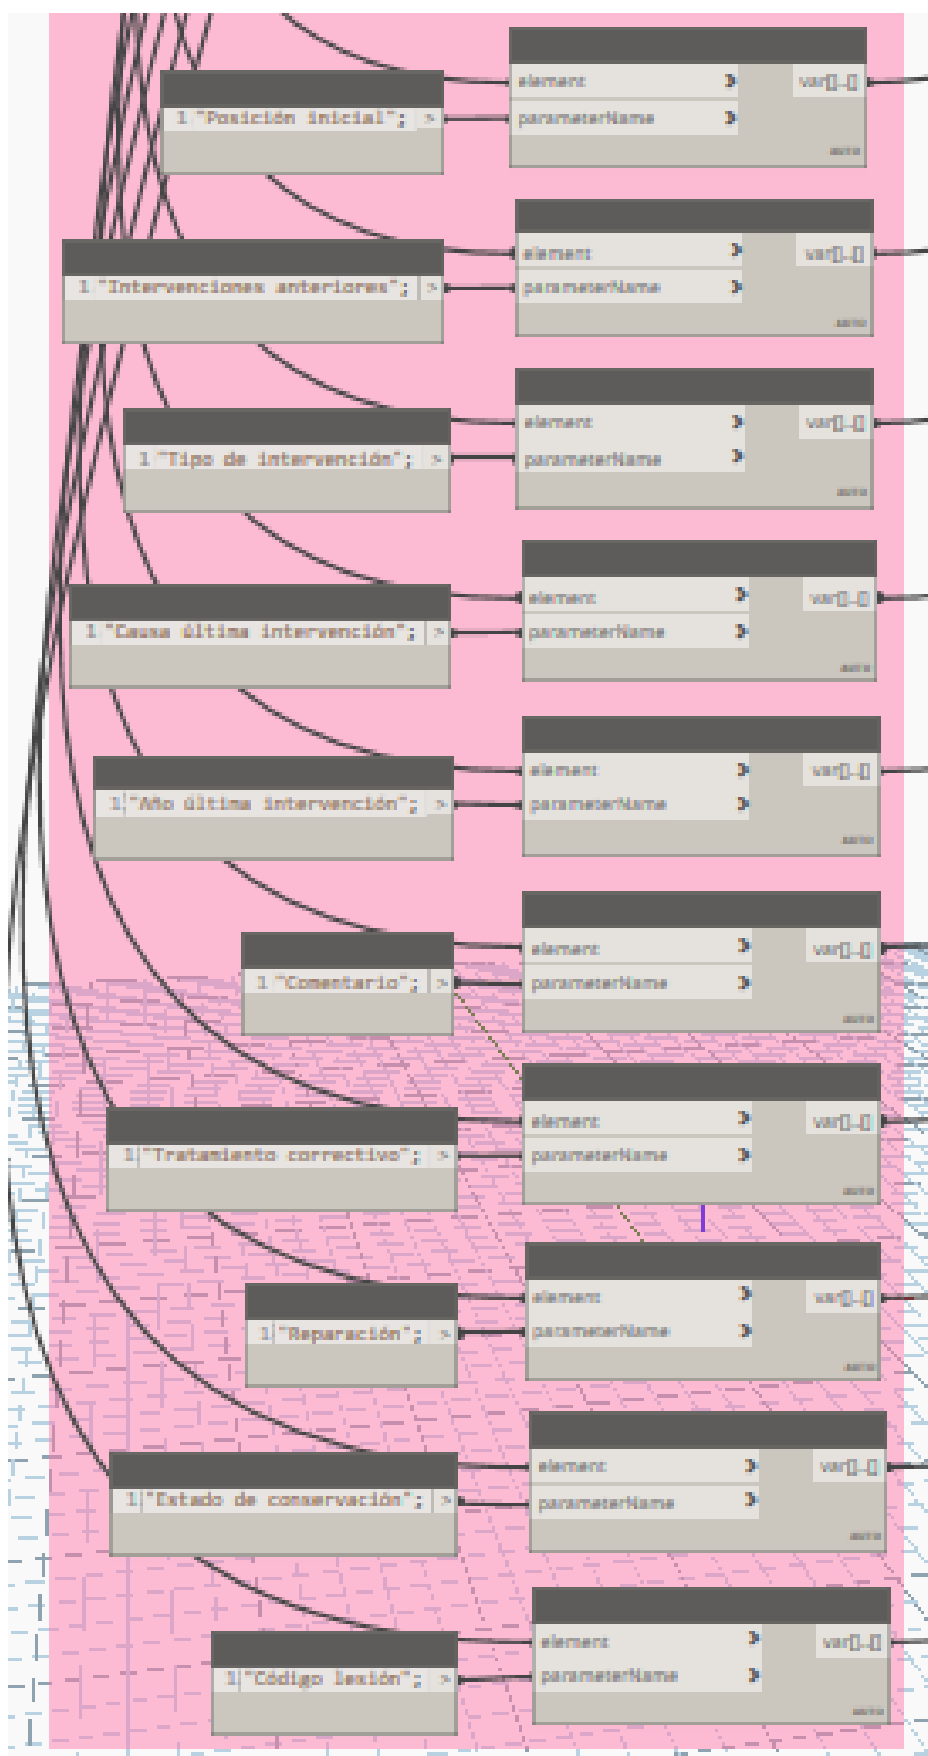 element > var[]..[]
1 "Posición inicial"; > parameterName >
AUTO
element > var[]..[]
1 "Intervenciones anteriores"; > parameterName >
AUTO
element > var[]..[]
1 "Tipo de intervención"; > parameterName >
AUTO
element > var[]..[]
1 "Causa última intervención"; > parameterName >
AUTO
element > var[]..[]
1 "Año última intervención"; > parameterName >
AUTO
element > var[]..[]
1 "Comentario"; > parameterName >
AUTO
element > var[]..[]
1 "Tratamiento correctivo"; > parameterName >
AUTO
element > var[]..[]
1 "Reparación"; > parameterName >
AUTO
element > var[]..[]
1 "Estado de conservación"; > parameterName >
AUTO
element > var[]..[]
1 "Código lesión"; > parameterName >
AUTO